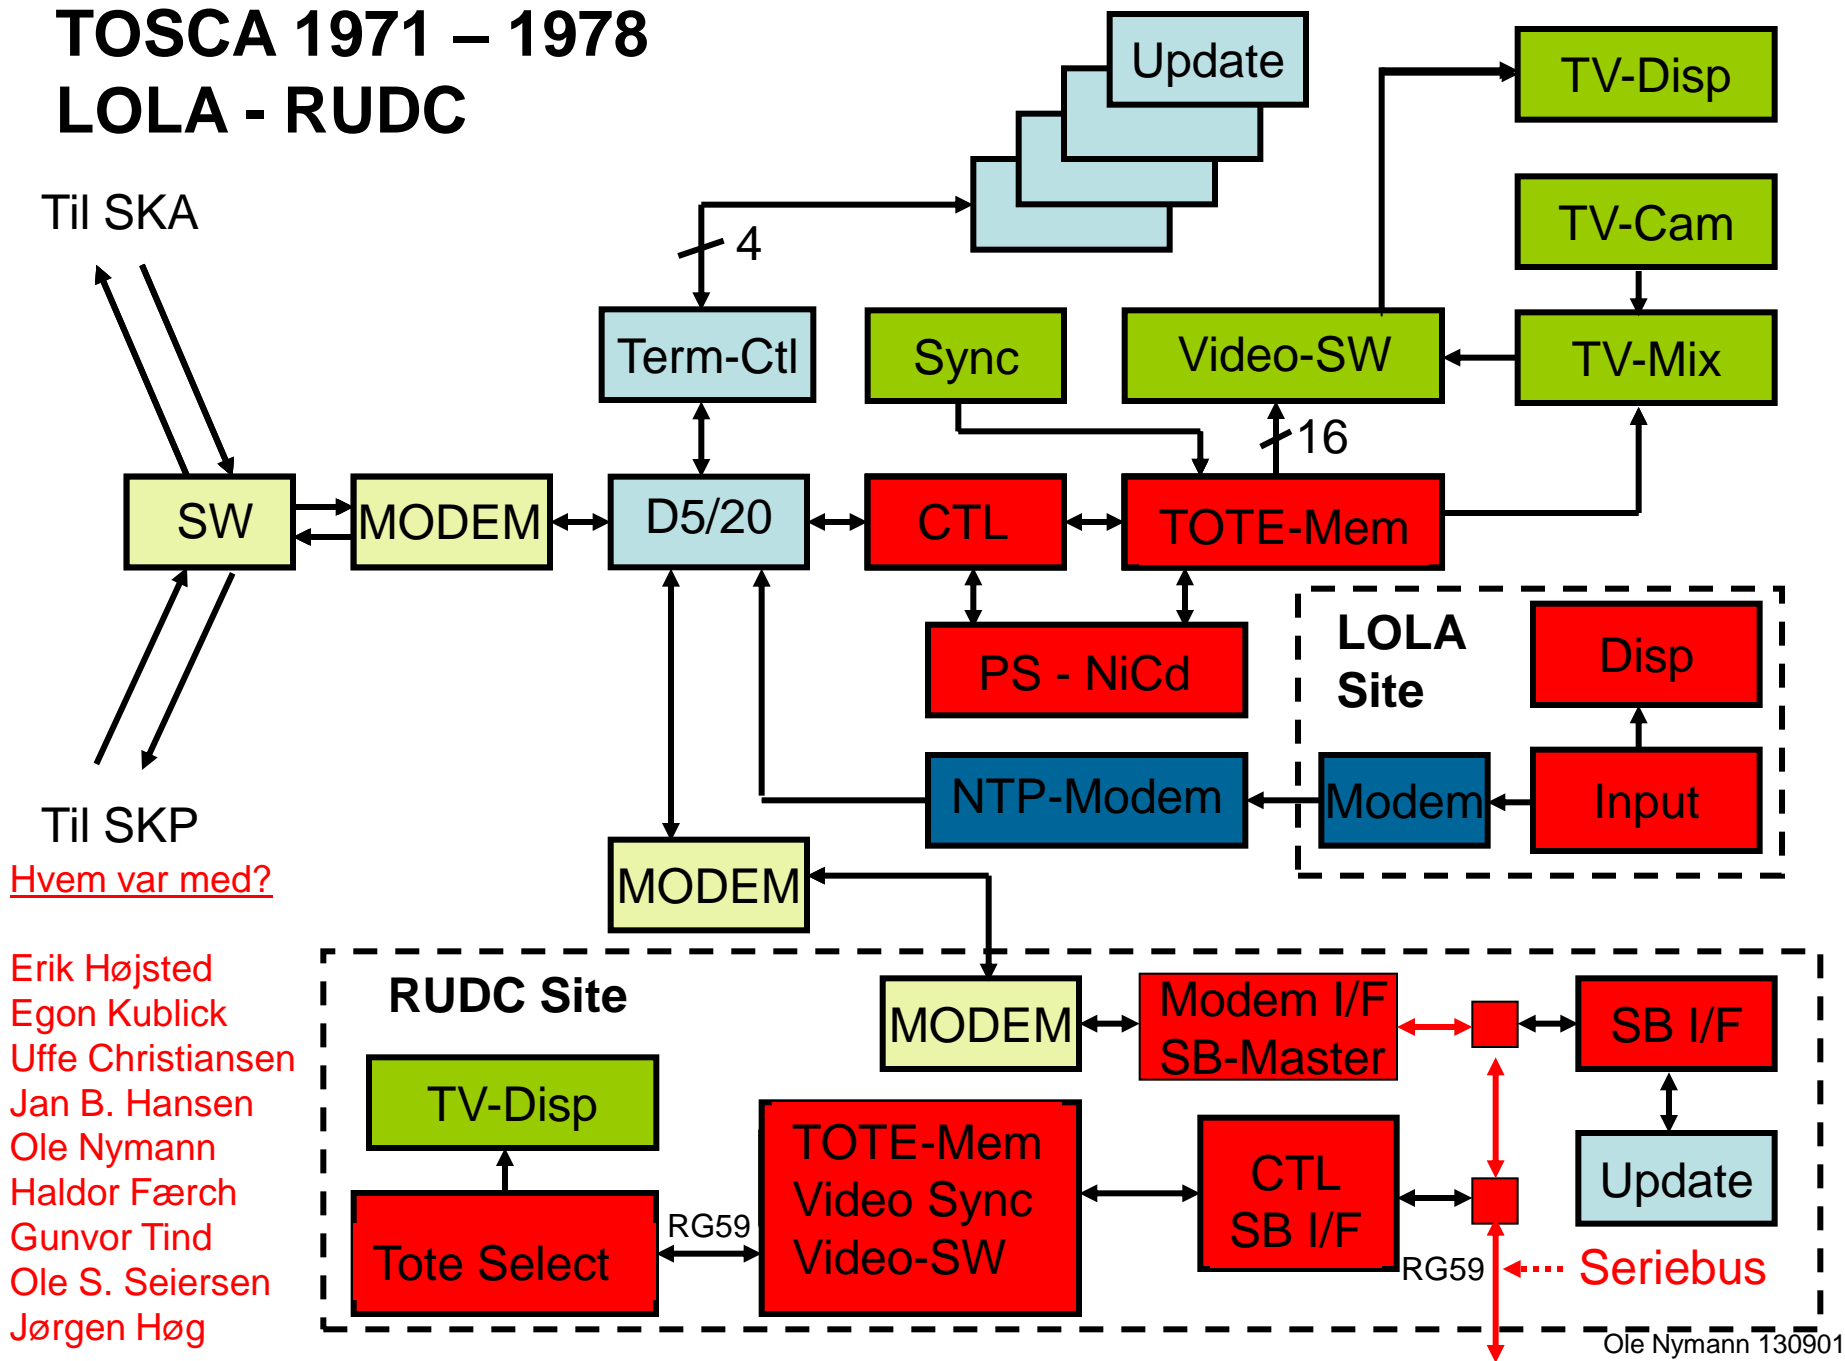 TOSCA 1971 – 1978
LOLA - RUDC
Update
TV-Disp
Til SKA
TV-Cam
4
Term-Ctl
Sync
Video-SW
TV-Mix
16
SW
MODEM
D5/20
CTL
TOTE-Mem
LOLA
Site
Disp
PS - NiCd
NTP-Modem
Modem
Input
Til SKP
MODEM
Hvem var med?
Erik Højsted
Egon Kublick
Uffe Christiansen
Jan B. Hansen
Ole Nymann
Haldor Færch
Gunvor Tind
Ole S. Seiersen
Jørgen Høg
RUDC Site
MODEM
Modem I/F
SB-Master
SB I/F
TV-Disp
TOTE-Mem
Video Sync
Video-SW
CTL
SB I/F
Update
Tote Select
RG59
RG59
Seriebus
Ole Nymann 130901